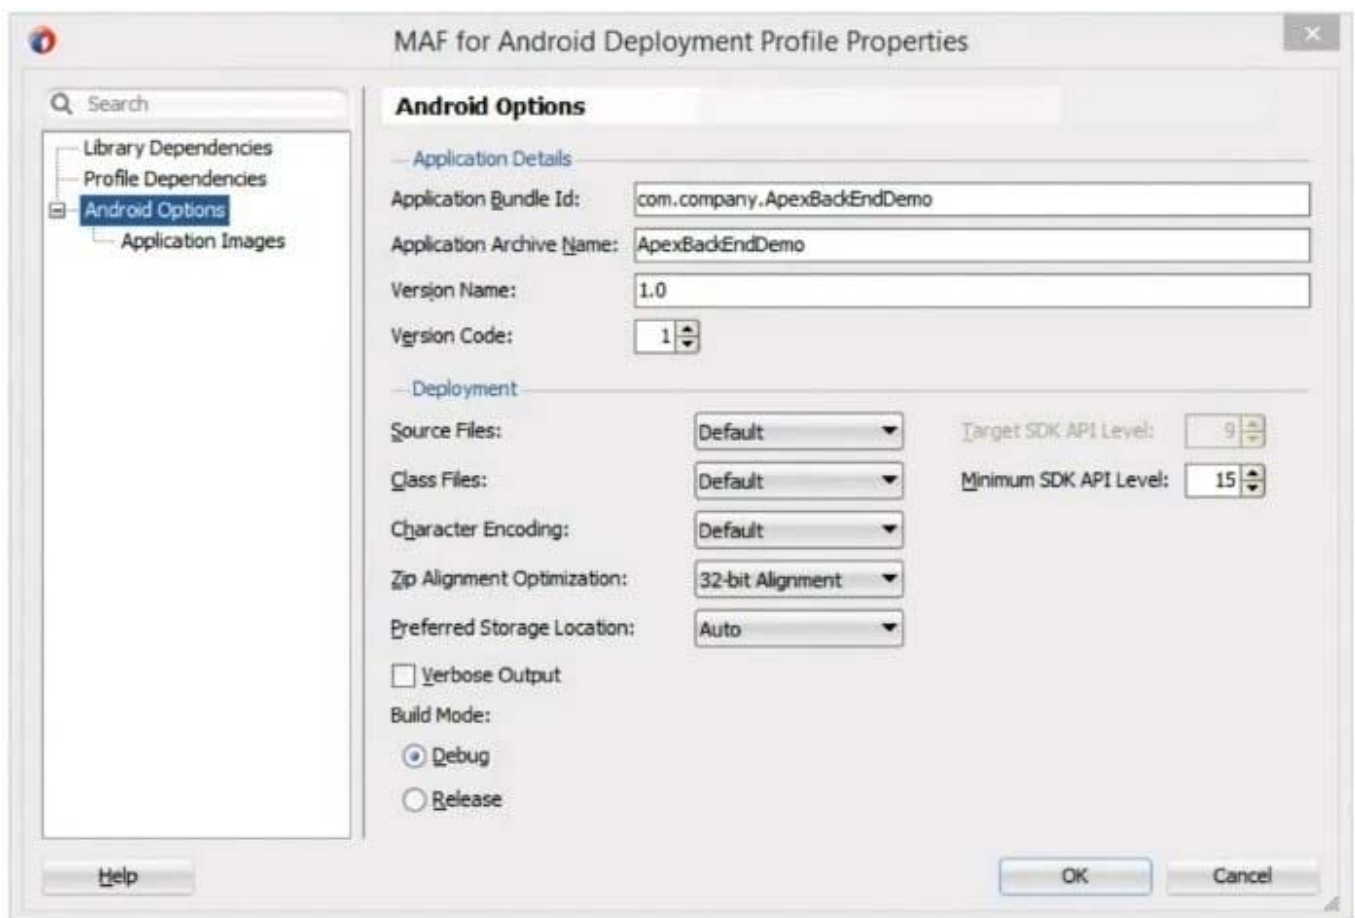 MAF for Android Deployment Profile Properties
Search
Library Dependencies
Profile Dependencies
Android Options
Application Images
Android Options
Application Details
Application Bundle Id: com.company.ApexBackEndDemo
Application Archive Name: ApexBackEndDemo
Version Name: 1.0
Version Code: 1
Deployment
Source Files: Default Target SDK API Level: 9
Class Files: Default Minimum SDK API Level: 15
Character Encoding: Default
Zip Alignment Optimization: 32-bit Alignment
Preferred Storage Location: Auto
Verbose Output
Build Mode:
Debug
Release
Help OK Cancel